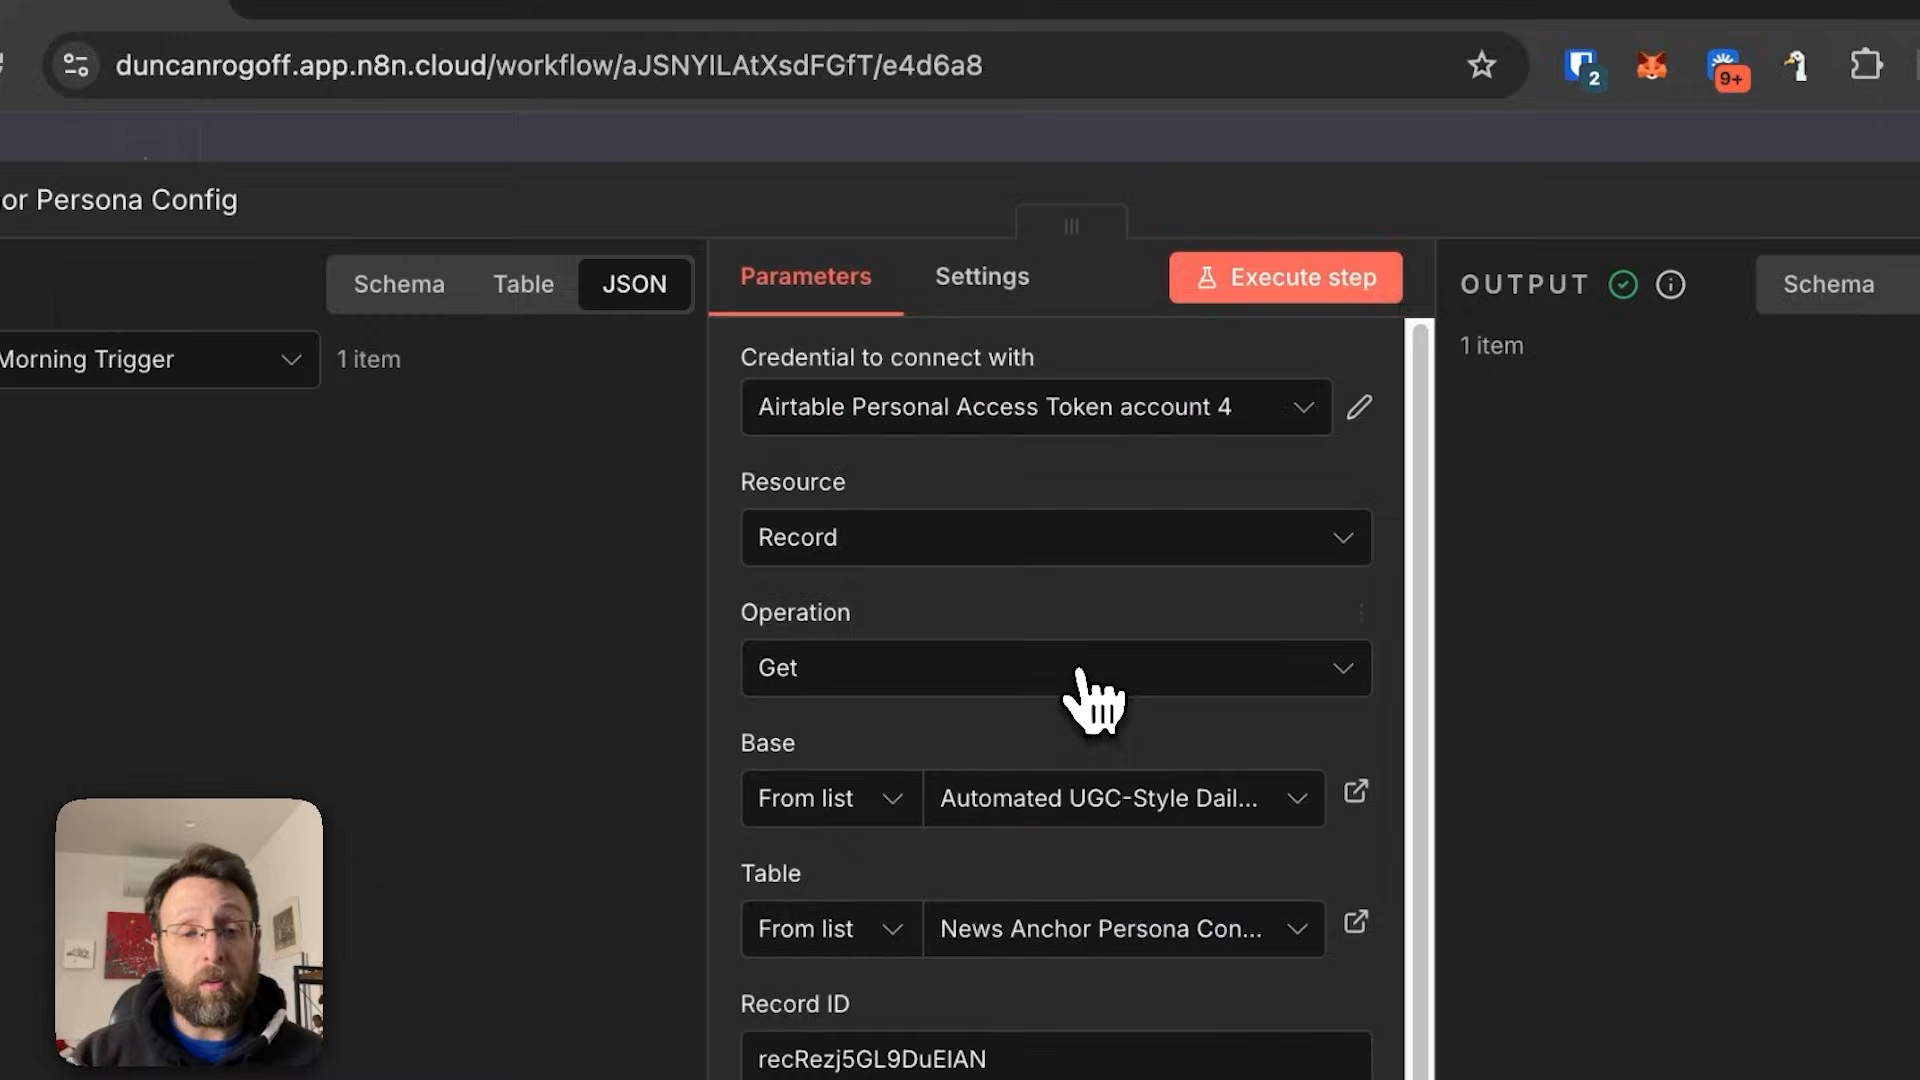 duncanrogoff.app.n8n.cloud/workflow/aJSNYILAtXsdFGfT/e4d6a8
2
9+
or Persona Config
Schema Table JSON
Parameters Settings Execute step
OUTPUT
Schema
Morning Trigger 1 item
1 item
Credential to connect with
Airtable Personal Access Token account 4
Resource
Record
Operation
Get
Base
From list Automated UGC-Style Dail...
Table
From list News Anchor Persona Con...
Record ID
recRezj5GL9DuEIAN